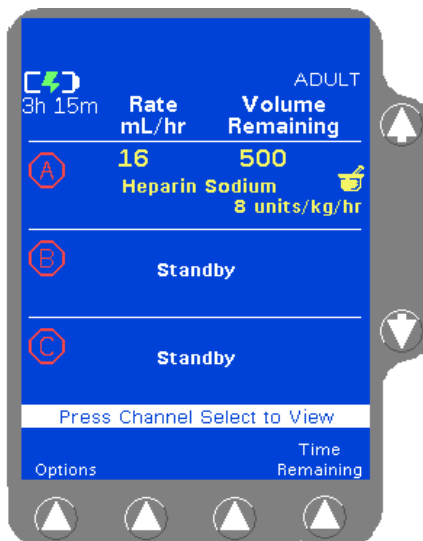 ADULT
3h 15m
Rate Volume
mL/hr Remaining
A 16 500
Heparin Sodium
8 units/kg/hr
B Standby
C Standby
Press Channel Select to View
Time
Options Remaining